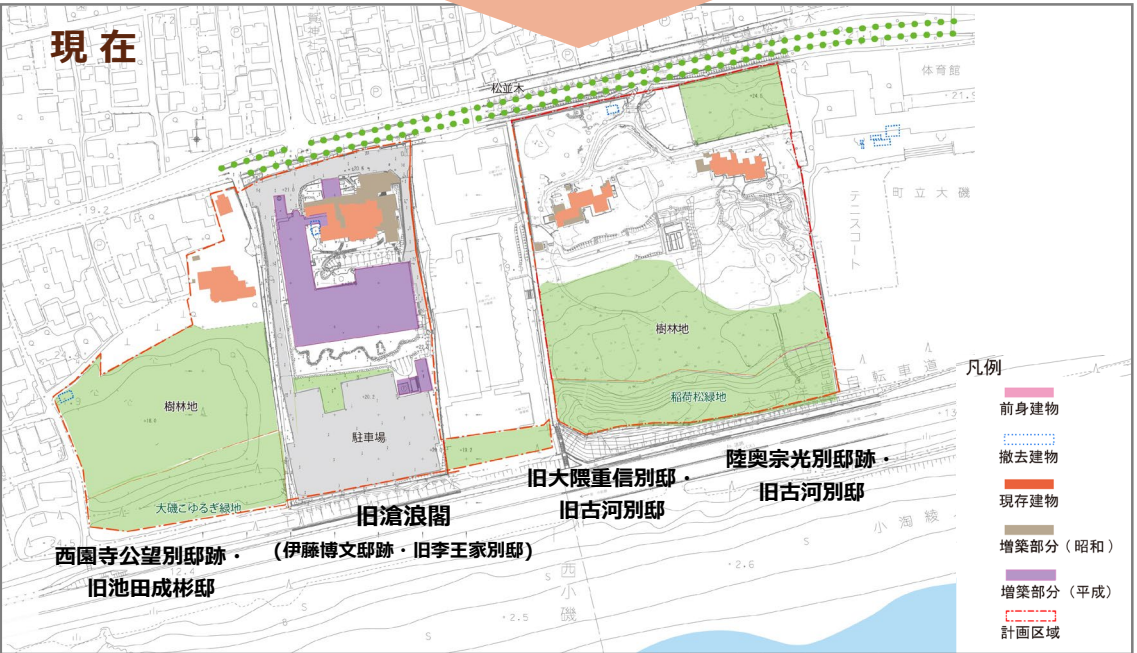 現在
松並木
体育館
テニスコート
町立大磯
樹林地
樹林地
稲荷松緑地
自転車道
駐車場
大磯こゆるぎ緑地
西園寺公望別邸跡・
旧池田成彬邸
旧滄浪閣
(伊藤博文邸跡・旧李王家別邸)
旧大隈重信別邸・
旧古河別邸
陸奥宗光別邸跡・
旧古河別邸
小淘綾
西小磯
凡例
前身建物
撤去建物
現存建物
増築部分(昭和)
増築部分(平成)
計画区域